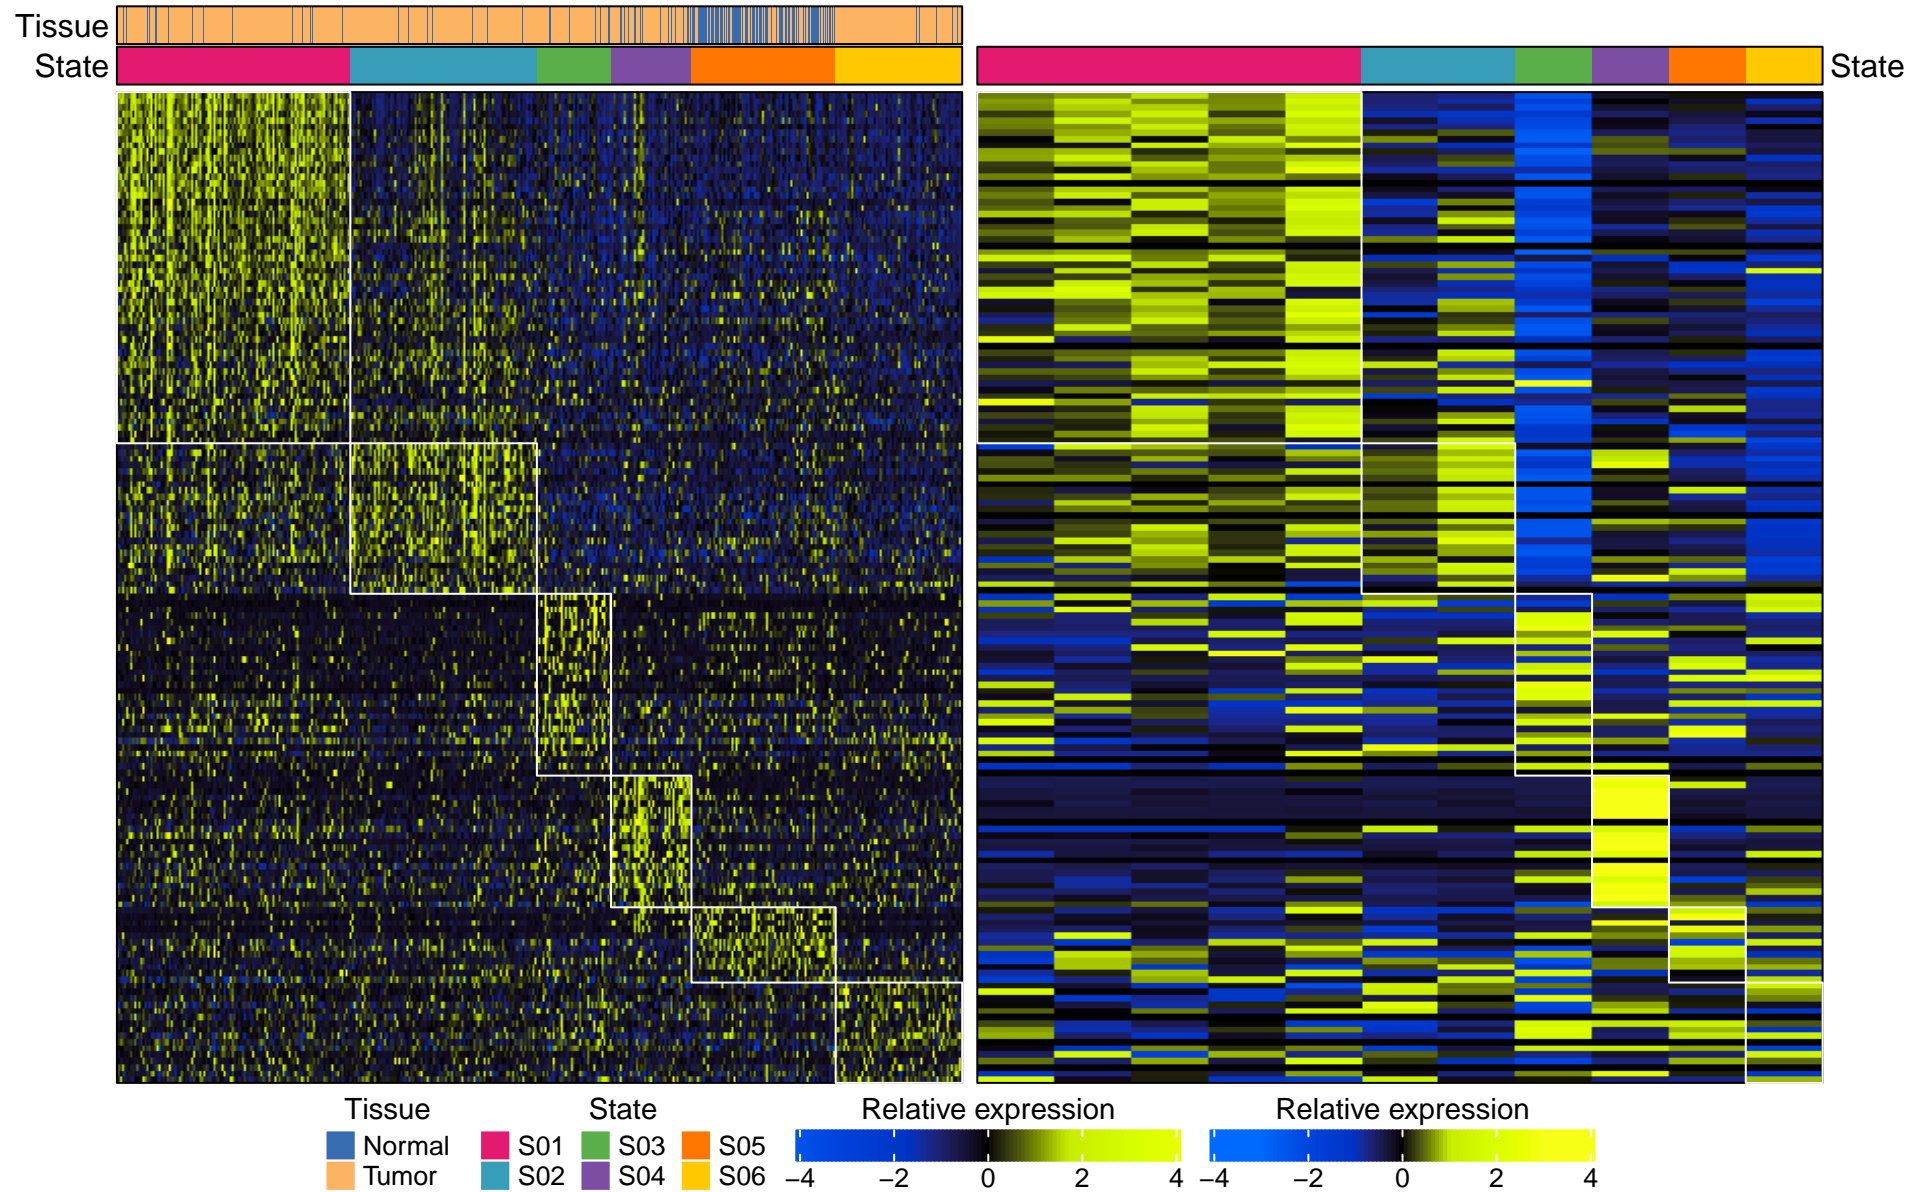 Tissue
State
State
Tissue State Relative expression Relative expression
Normal S01 S03 S05
Tumor S02 S04 S06
−4 −2 0 2 4 −4 −2 0 2 4